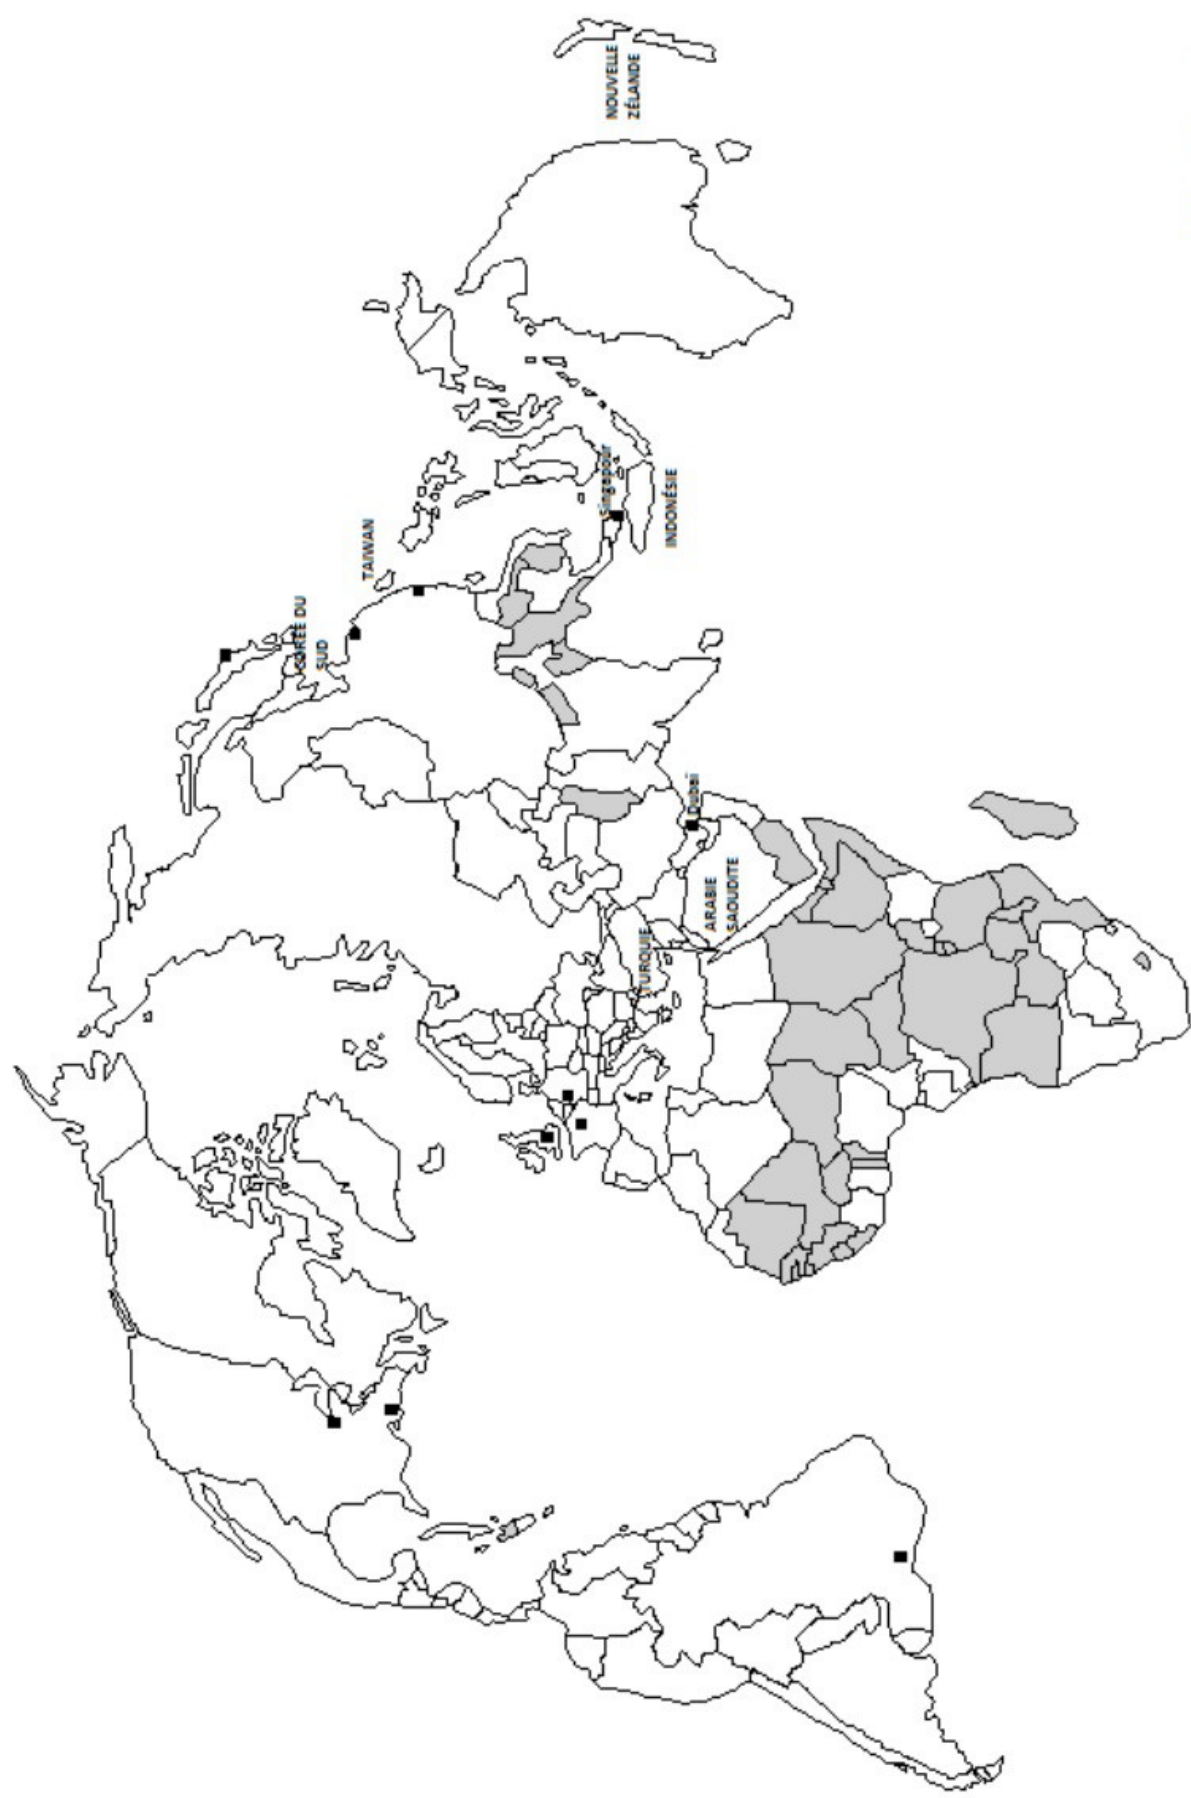 CORÉE DU
SUD
TAIWAN
TURQUIE
ARABIE
SAOUDITE
Dubaï
Singapour
INDONÉSIE
NOUVELLE
ZÉLANDE